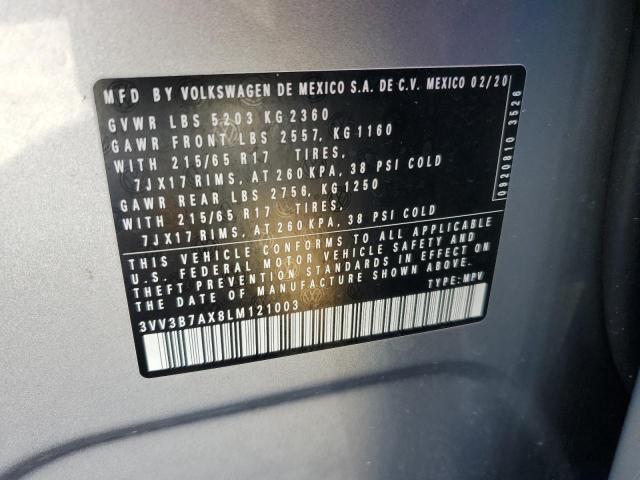 MFD BY VOLKSWAGEN DE MEXICO S.A. DE C.V. MEXICO 02/20
GVWR LBS 5203 KG 2360
GAWR FRONT LBS 2557, KG 1160
WITH 215/65 R17 TIRES,
7JX17 RIMS, AT 260 KPA, 38 PSI COLD
GAWR REAR LBS 2756, KG 1250
WITH 215/65 R17 TIRES,
7JX17 RIMS, AT 260 KPA, 38 PSI COLD
THIS VEHICLE CONFORMS TO ALL APPLICABLE
U.S. FEDERAL MOTOR VEHICLE SAFETY AND
THEFT PREVENTION STANDARDS IN EFFECT ON
THE DATE OF MANUFACTURE SHOWN ABOVE.
TYPE: MPV
3VV3B7AX8LM121003
0920810 3526